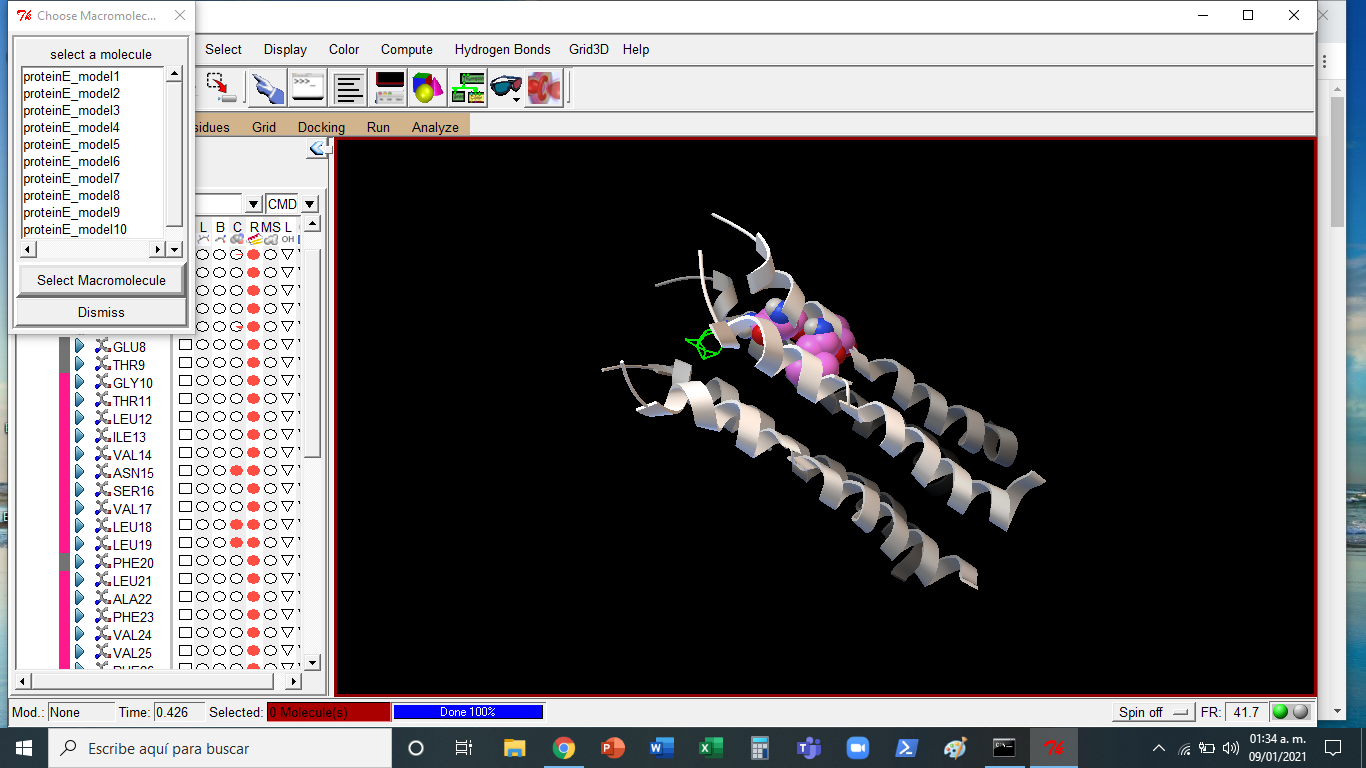 Choose Macromolec...
select a molecule
proteinE_model1
proteinE_model2
proteinE_model3
proteinE_model4
proteinE_model5
proteinE_model6
proteinE_model7
proteinE_model8
proteinE_model9
proteinE_model10
Select Macromolecule
Dismiss
Select Display Color Compute Hydrogen Bonds Grid3D Help
>>>
sidues Grid Docking Run Analyze
CMD
L B C R MS L
OH
GLU8
THR9
GLY10
THR11
LEU12
ILE13
VAL14
ASN15
SER16
VAL17
LEU18
LEU19
PHE20
LEU21
ALA22
PHE23
VAL24
VAL25
PHE26
Mod.: None Time: 0.426 Selected: 0 Molecule(s) Done 100% Spin off FR: 41.7
Escribe aquí para buscar
01:34 a. m.
09/01/2021